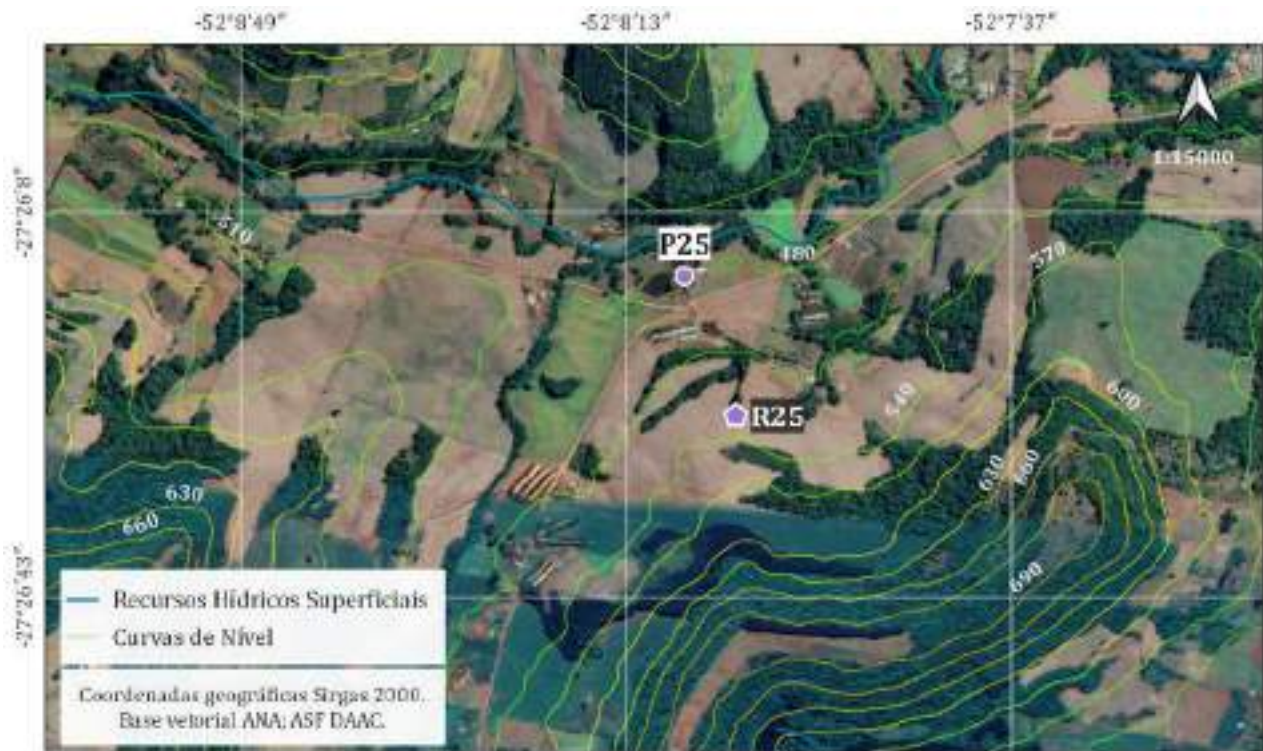 -52°8'49" -52°8'13" -52°7'37"
1:15000
-27°26'8"
510
P25
480
570
R25
540
600
630
660
630
660
690
-27°26'43"
Recursos Hídricos Superficiais
Curvas de Nível
Coordenadas geográficas Sirgas 2000.
Base vetorial ANA; ASF DAAC.